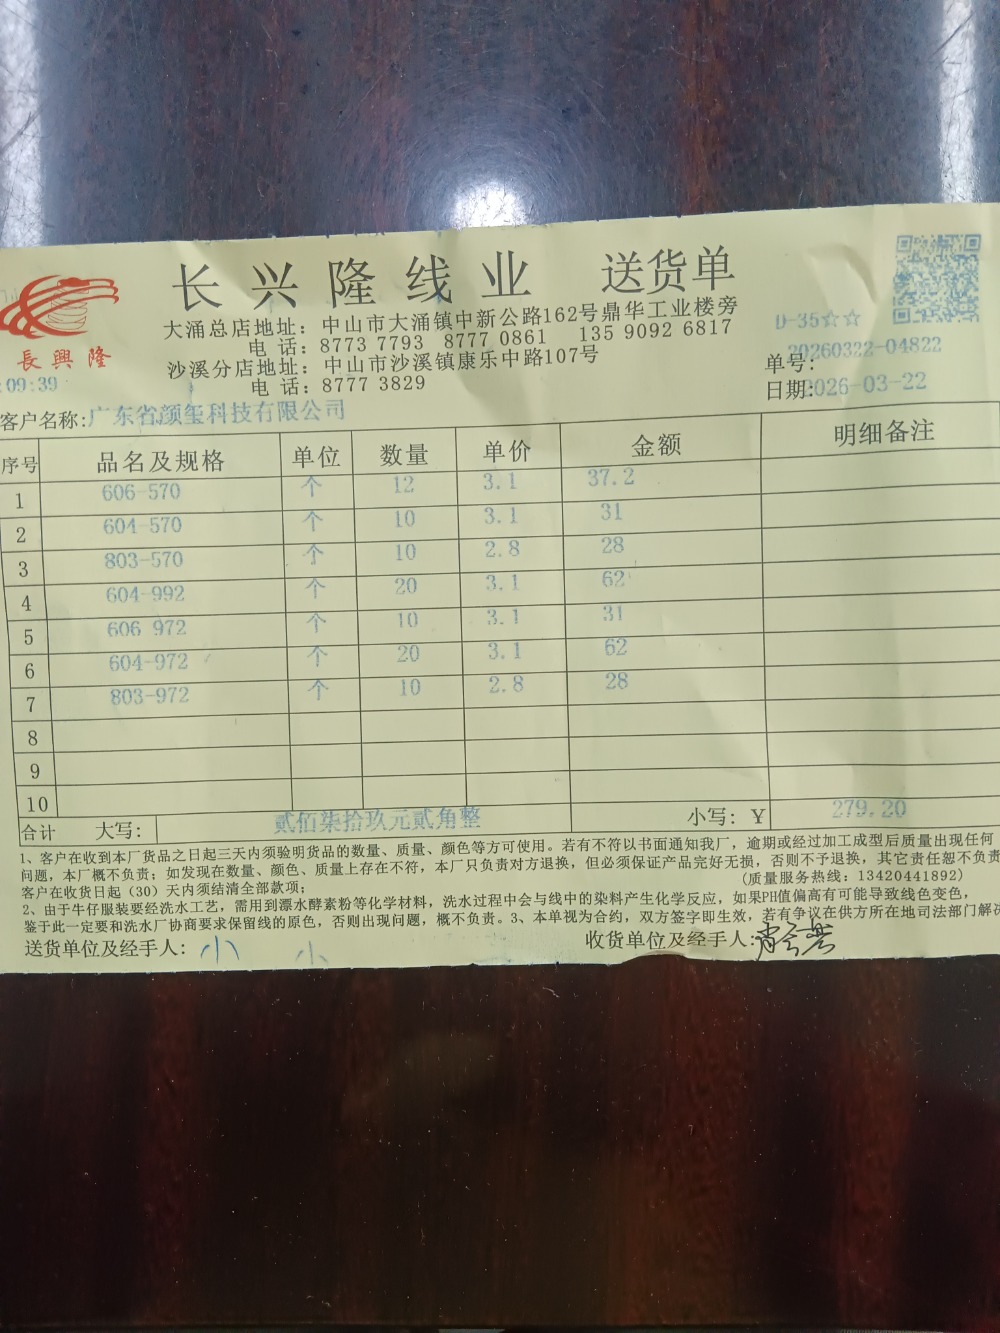 长兴隆线业 送货单
大涌总店地址：中山市大涌镇中新公路162号鼎华工业楼旁
电 话：8773 7793 8777 0861 135 9092 6817
沙溪分店地址：中山市沙溪镇康乐中路107号
电 话：8777 3829
長興隆
D-35☆☆
单号：20260322-04822
日期：2026-03-22
:09:39
客户名称：广东省颜玺科技有限公司
序号 品名及规格 单位 数量 单价 金额 明细备注
1 606-570 个 12 3.1 37.2
2 604-570 个 10 3.1 31
3 803-570 个 10 2.8 28
4 604-992 个 20 3.1 62
5 606 972 个 10 3.1 31
6 604-972 个 20 3.1 62
7 803-972 个 10 2.8 28
8
9
10
合计 大写： 贰佰柒拾玖元贰角整 小写：Y 279.20
1、客户在收到本厂货品之日起三天内须验明货品的数量、质量、颜色等方可使用。若有不符以书面通知我厂，逾期或经过加工成型后质量出现任何
问题，本厂概不负责；如发现在数量、颜色、质量上存在不符，本厂只负责对方退换，但必须保证产品完好无损，否则不予退换，其它责任恕不负责
(质量服务热线：13420441892)
客户在收货日起（30）天内须结清全部款项；
2、由于牛仔服装要经洗水工艺，需用到漂水酵素粉等化学材料，洗水过程中会与线中的染料产生化学反应，如果PH值偏高有可能导致线色变色，
鉴于此一定要和洗水厂协商要求保留线的原色，否则出现问题，概不负责。3、本单视为合约，双方签字即生效，若有争议在供方所在地司法部门解决
送货单位及经手人：小 小
收货单位及经手人：